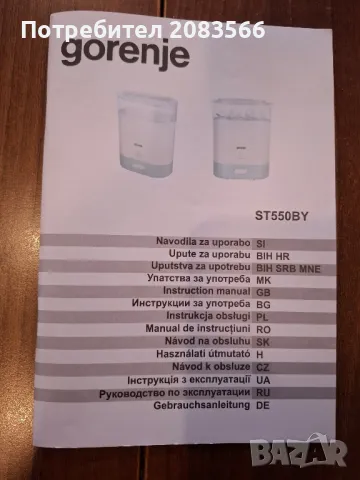 Потребител 2083566
gorenje
ST550BY
Navodila za uporabo SI
Upute za uporabu BIH HR
Uputstva za upotrebu BIH SRB MNE
Упатства за употреба MK
Instruction manual GB
Инструкции за употреба BG
Instrukcja obsługi PL
Manual de instrucțiuni RO
Návod na obsluhu SK
Használati útmutató H
Návod k obsluze CZ
Інструкція з експлуатації UA
Руководство по эксплуатации RU
Gebrauchsanleitung DE
BAZAR